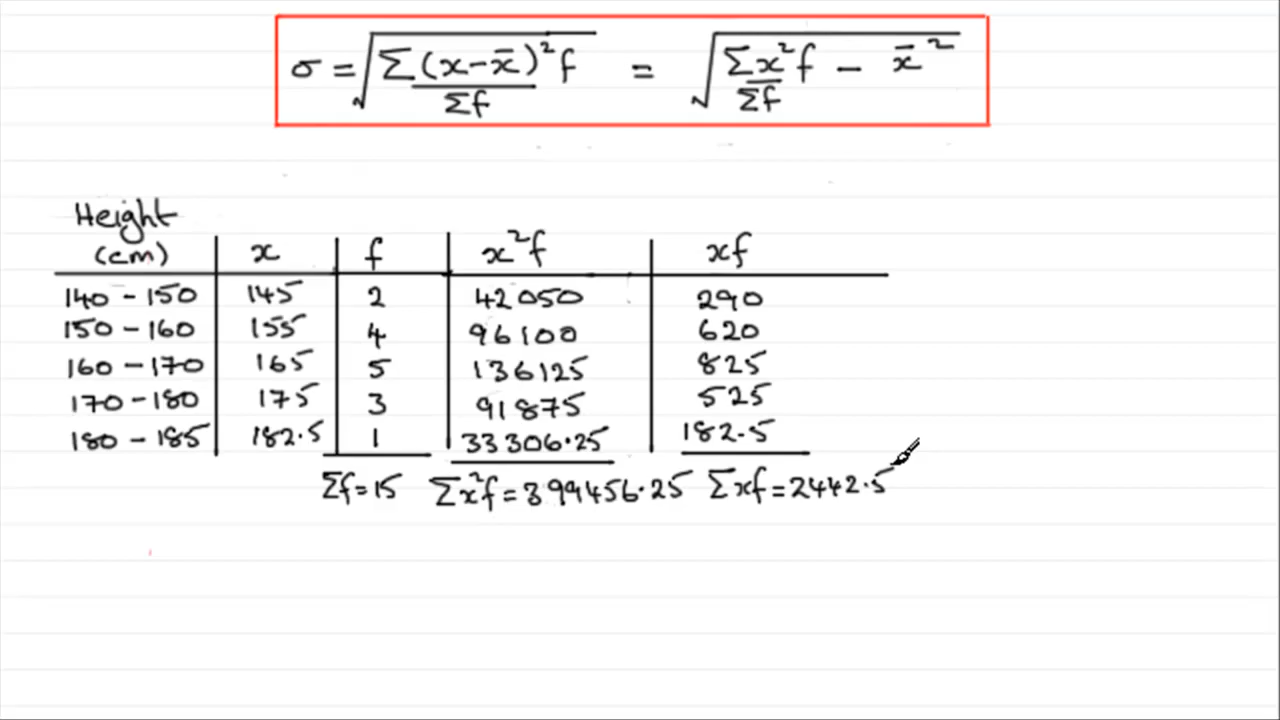 σ = √(Σ(x-x̄)²f / Σf) = √(Σx²f / Σf - x̄²)
Height
(cm) x f x²f xf
140 - 150 145 2 42050 290
150 - 160 155 4 96100 620
160 - 170 165 5 136125 825
170 - 180 175 3 91875 525
180 - 185 182.5 1 33306.25 182.5
Σf = 15 Σx²f = 399456.25 Σxf = 2442.5